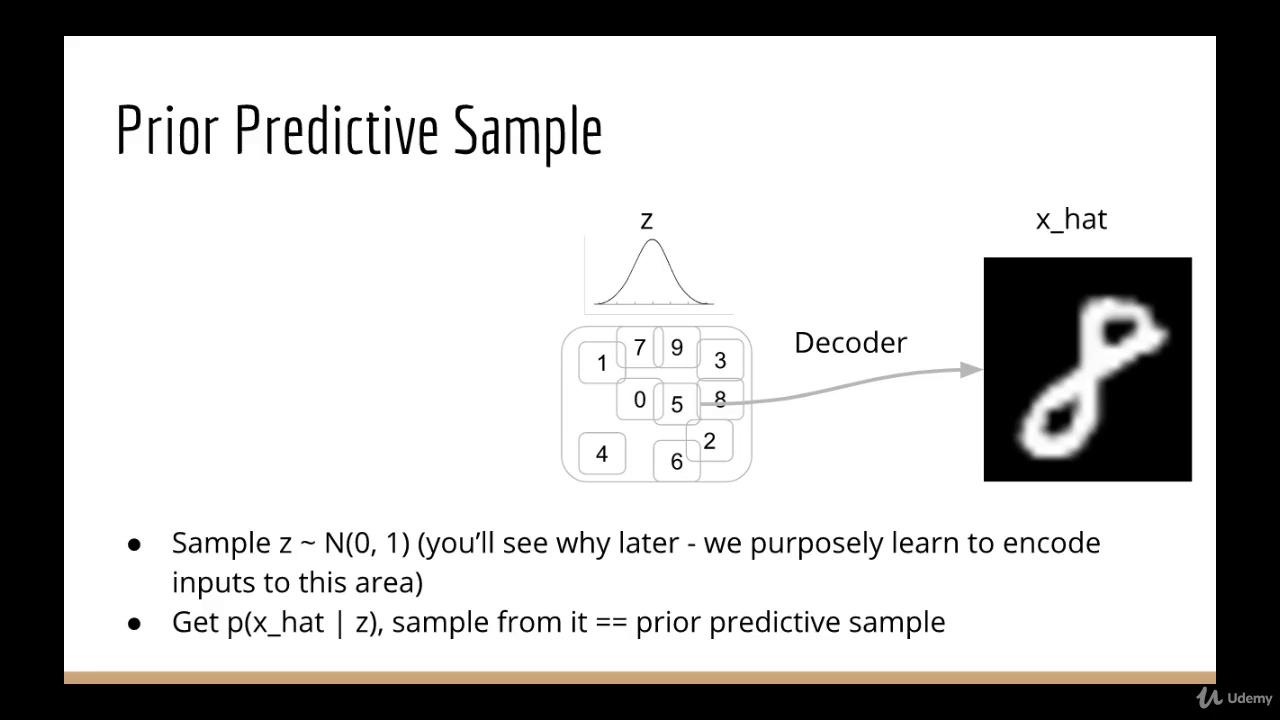 Prior Predictive Sample
z
x_hat
Decoder
7 9
1 3
0 5 8
2
4 6
● Sample z ~ N(0, 1) (you’ll see why later - we purposely learn to encode
inputs to this area)
● Get p(x_hat | z), sample from it == prior predictive sample
Udemy